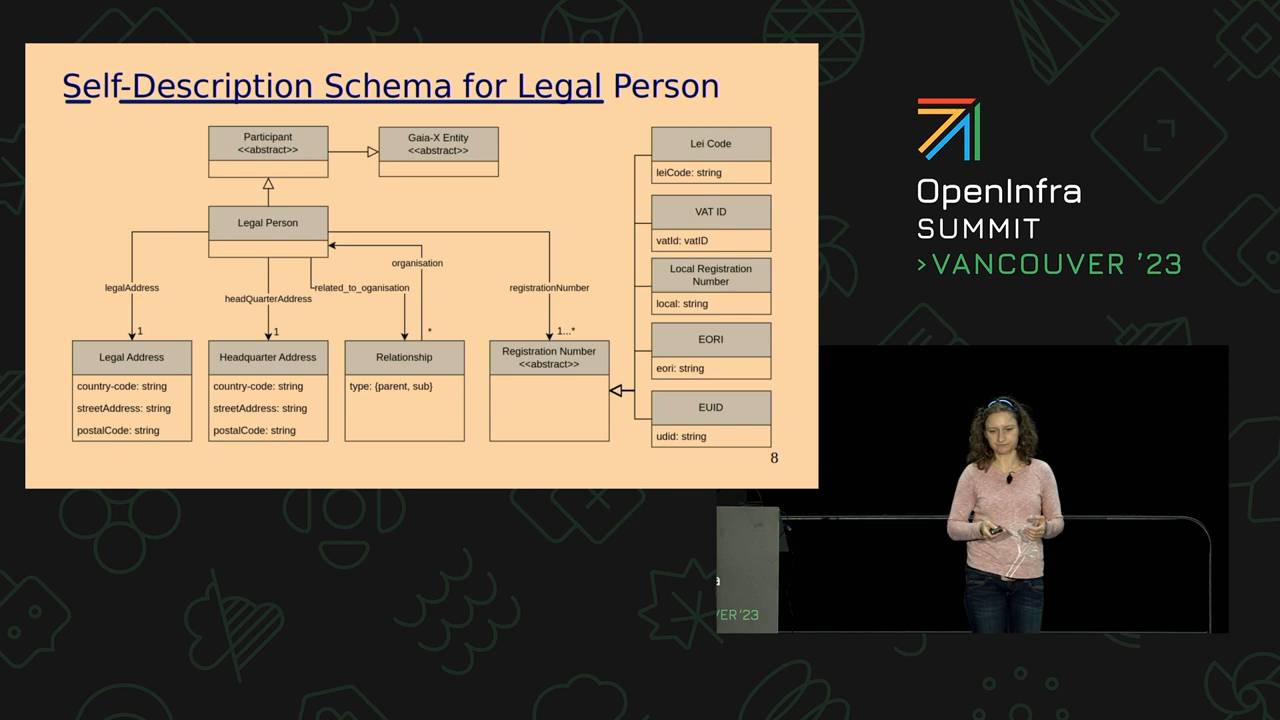 Self-Description Schema for Legal Person
Participant
<<abstract>>
Gaia-X Entity
<<abstract>>
Legal Person
legalAddress
1
headQuarterAddress
1
related_to_oganisation
organisation
*
registrationNumber
1...*
Legal Address
country-code: string
streetAddress: string
postalCode: string
Headquarter Address
country-code: string
streetAddress: string
postalCode: string
Relationship
type: {parent, sub}
Registration Number
<<abstract>>
Lei Code
leiCode: string
VAT ID
vatId: vatID
Local Registration
Number
local: string
EORI
eori: string
EUID
udid: string
8
OpenInfra
SUMMIT
>VANCOUVER '23
a
VER '23